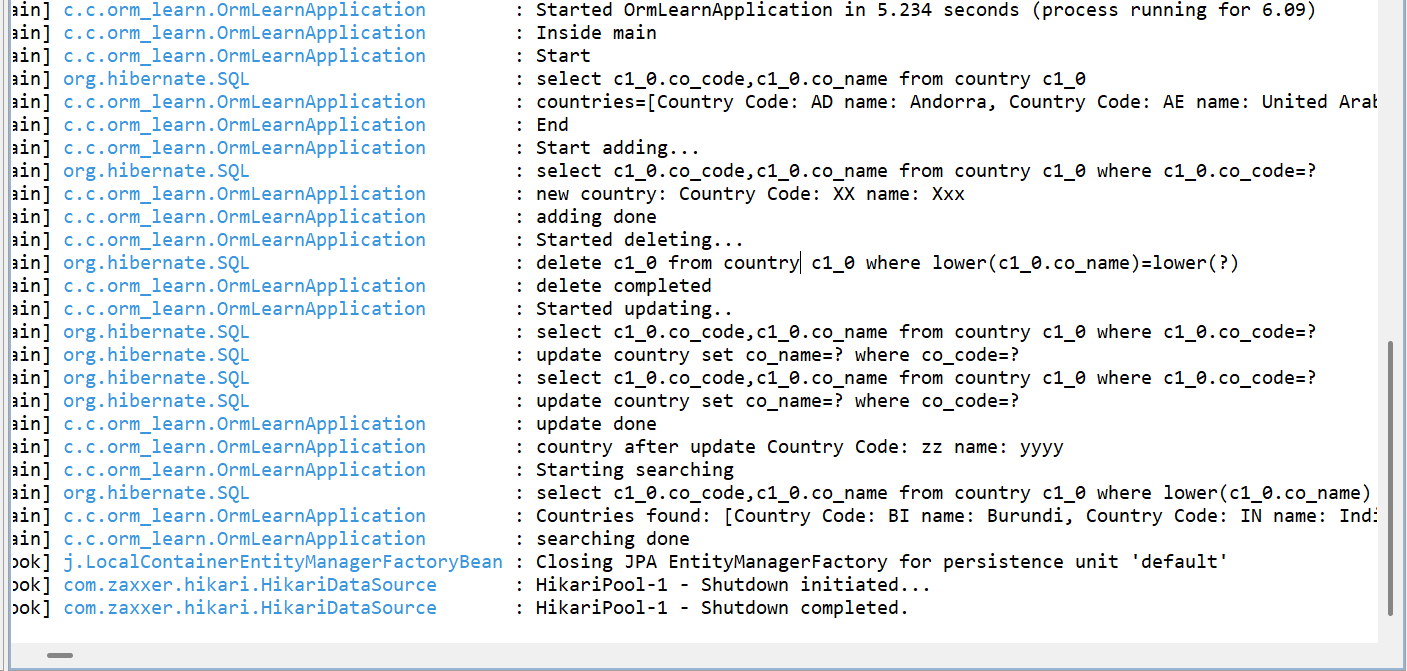 ain] c.c.orm_learn.OrmLearnApplication : Started OrmLearnApplication in 5.234 seconds (process running for 6.09)
ain] c.c.orm_learn.OrmLearnApplication : Inside main
ain] c.c.orm_learn.OrmLearnApplication : Start
ain] org.hibernate.SQL : select c1_0.co_code,c1_0.co_name from country c1_0
ain] c.c.orm_learn.OrmLearnApplication : countries=[Country Code: AD name: Andorra, Country Code: AE name: United Arab
ain] c.c.orm_learn.OrmLearnApplication : End
ain] c.c.orm_learn.OrmLearnApplication : Start adding...
ain] org.hibernate.SQL : select c1_0.co_code,c1_0.co_name from country c1_0 where c1_0.co_code=?
ain] c.c.orm_learn.OrmLearnApplication : new country: Country Code: XX name: Xxx
ain] c.c.orm_learn.OrmLearnApplication : adding done
ain] c.c.orm_learn.OrmLearnApplication : Started deleting...
ain] org.hibernate.SQL : delete c1_0 from country c1_0 where lower(c1_0.co_name)=lower(?)
ain] c.c.orm_learn.OrmLearnApplication : delete completed
ain] c.c.orm_learn.OrmLearnApplication : Started updating..
ain] org.hibernate.SQL : select c1_0.co_code,c1_0.co_name from country c1_0 where c1_0.co_code=?
ain] org.hibernate.SQL : update country set co_name=? where co_code=?
ain] org.hibernate.SQL : select c1_0.co_code,c1_0.co_name from country c1_0 where c1_0.co_code=?
ain] org.hibernate.SQL : update country set co_name=? where co_code=?
ain] c.c.orm_learn.OrmLearnApplication : update done
ain] c.c.orm_learn.OrmLearnApplication : country after update Country Code: zz name: yyyy
ain] c.c.orm_learn.OrmLearnApplication : Starting searching
ain] org.hibernate.SQL : select c1_0.co_code,c1_0.co_name from country c1_0 where lower(c1_0.co_name)
ain] c.c.orm_learn.OrmLearnApplication : Countries found: [Country Code: BI name: Burundi, Country Code: IN name: Indi
ain] c.c.orm_learn.OrmLearnApplication : searching done
ook] j.LocalContainerEntityManagerFactoryBean : Closing JPA EntityManagerFactory for persistence unit 'default'
ook] com.zaxxer.hikari.HikariDataSource : HikariPool-1 - Shutdown initiated...
ook] com.zaxxer.hikari.HikariDataSource : HikariPool-1 - Shutdown completed.